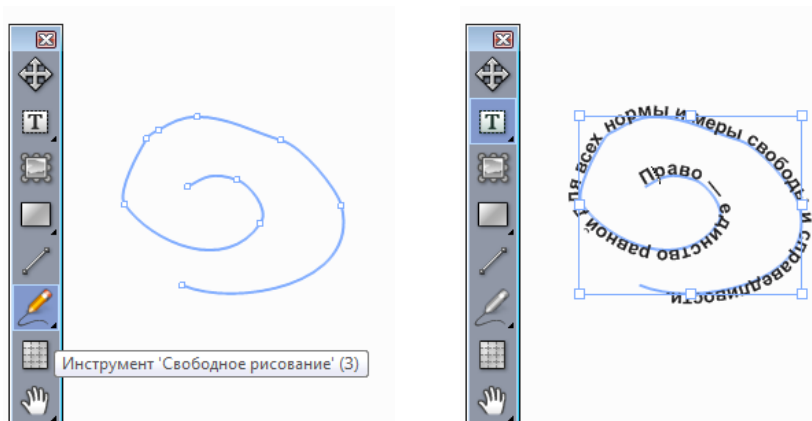 Инструмент 'Свободное рисование' (3)
T
T
Право — единство равной для всех нормы и меры свободы и справедливости